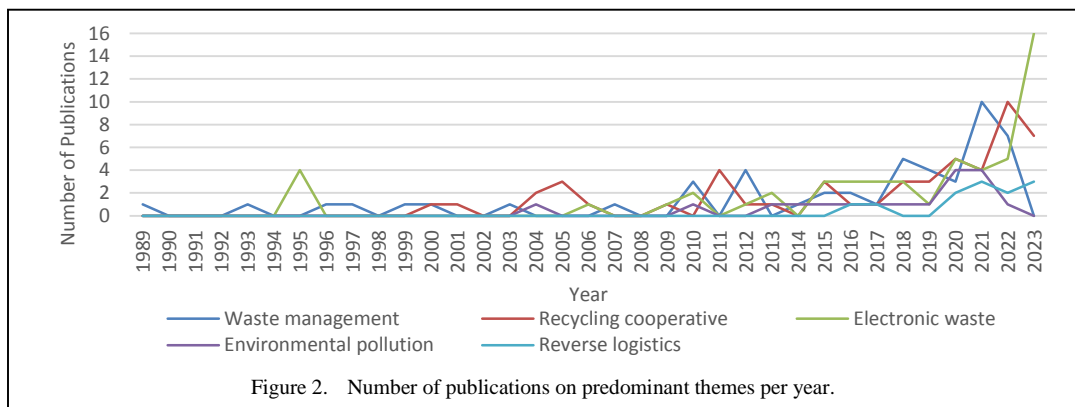 16
14
12
10
8
6
4
2
0
Number of Publications
1989 1990 1991 1992 1993 1994 1995 1996 1997 1998 1999 2000 2001 2002 2003 2004 2005 2006 2007 2008 2009 2010 2011 2012 2013 2014 2015 2016 2017 2018 2019 2020 2021 2022 2023
Year
Waste management Recycling cooperative Electronic waste
Environmental pollution Reverse logistics
Figure 2. Number of publications on predominant themes per year.